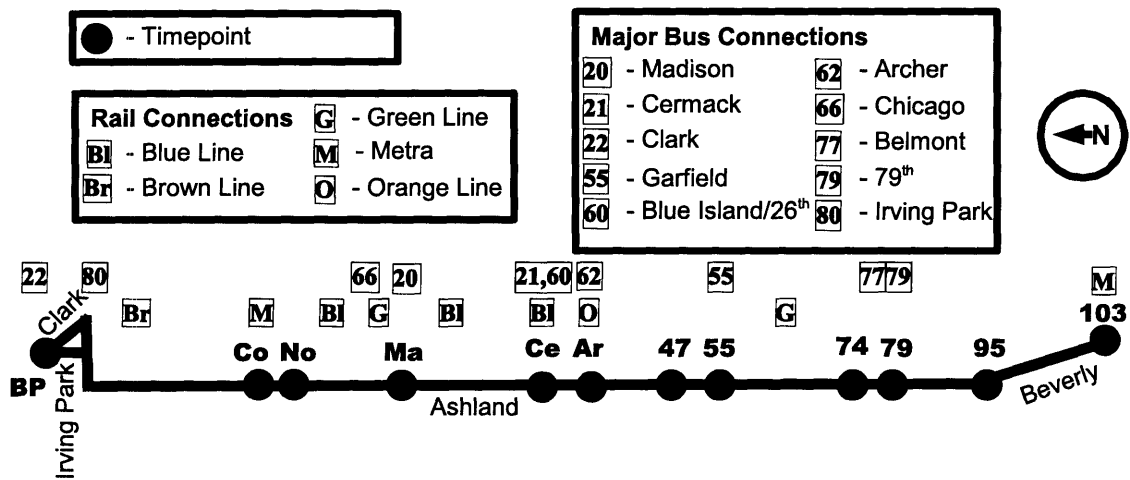 - Timepoint
Rail Connections
Bl - Blue Line
Br - Brown Line
G - Green Line
M - Metra
O - Orange Line
Major Bus Connections
20 - Madison
21 - Cermack
22 - Clark
55 - Garfield
60 - Blue Island/26th
62 - Archer
66 - Chicago
77 - Belmont
79 - 79th
80 - Irving Park
N
22 80 66 20 21,60 62 55 77 79 M
Br M Bl G Bl Bl O G
Clark
BP
Irving Park
Co No Ma Ce Ar 47 55 74 79 95 103
Ashland
Beverly